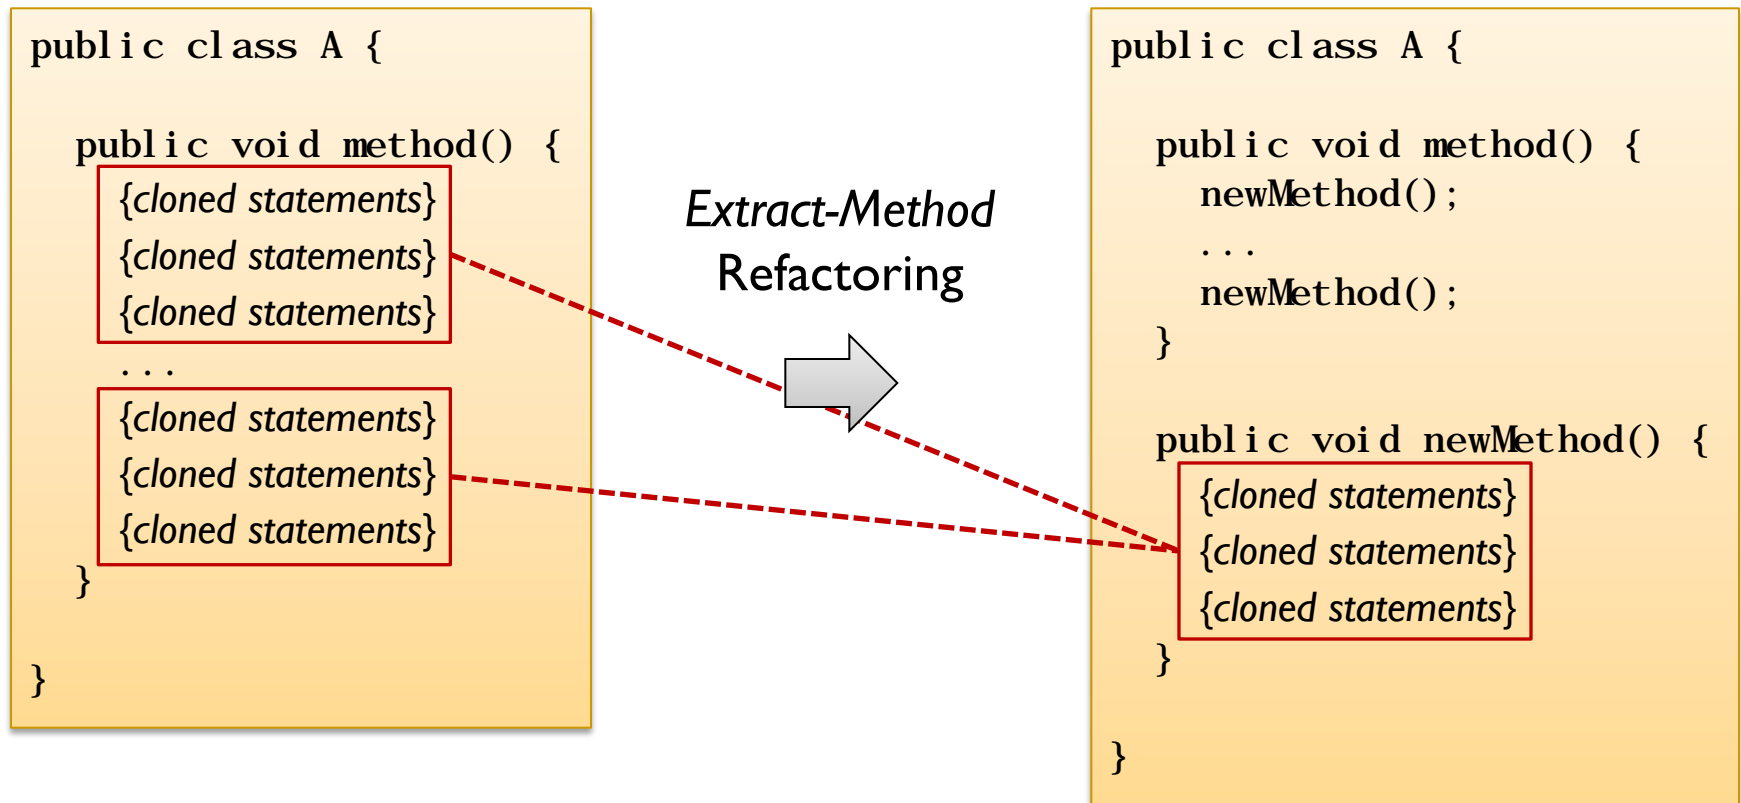 public class A {
public void method() {
{cloned statements}
{cloned statements}
{cloned statements}
...
{cloned statements}
{cloned statements}
{cloned statements}
}
}
Extract-Method
Refactoring
public class A {
public void method() {
newMethod();
...
newMethod();
}
public void newMethod() {
{cloned statements}
{cloned statements}
{cloned statements}
}
}